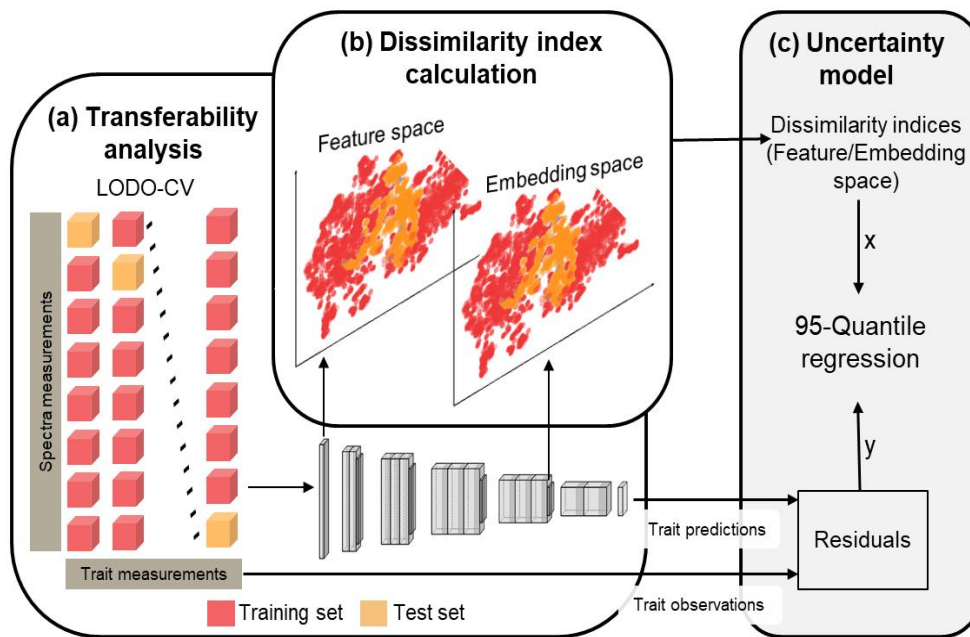 (a) Transferability
analysis
LODO-CV
Spectra measurements
Trait measurements
Training set
Test set
(b) Dissimilarity index
calculation
Feature space
Embedding space
Trait predictions
Trait observations
(c) Uncertainty
model
Dissimilarity indices
(Feature/Embedding
space)
x
95-Quantile
regression
y
Residuals